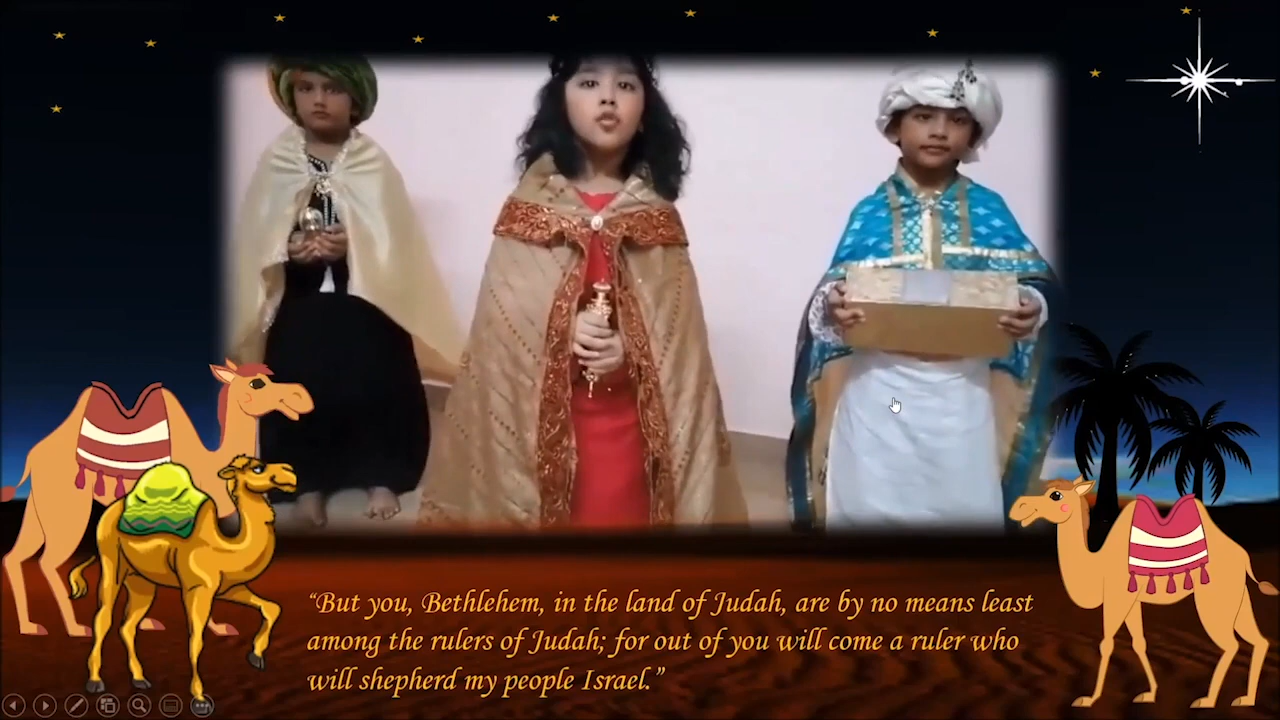 “But you, Bethlehem, in the land of Judah, are by no means least
among the rulers of Judah; for out of you will come a ruler who
will shepherd my people Israel.”